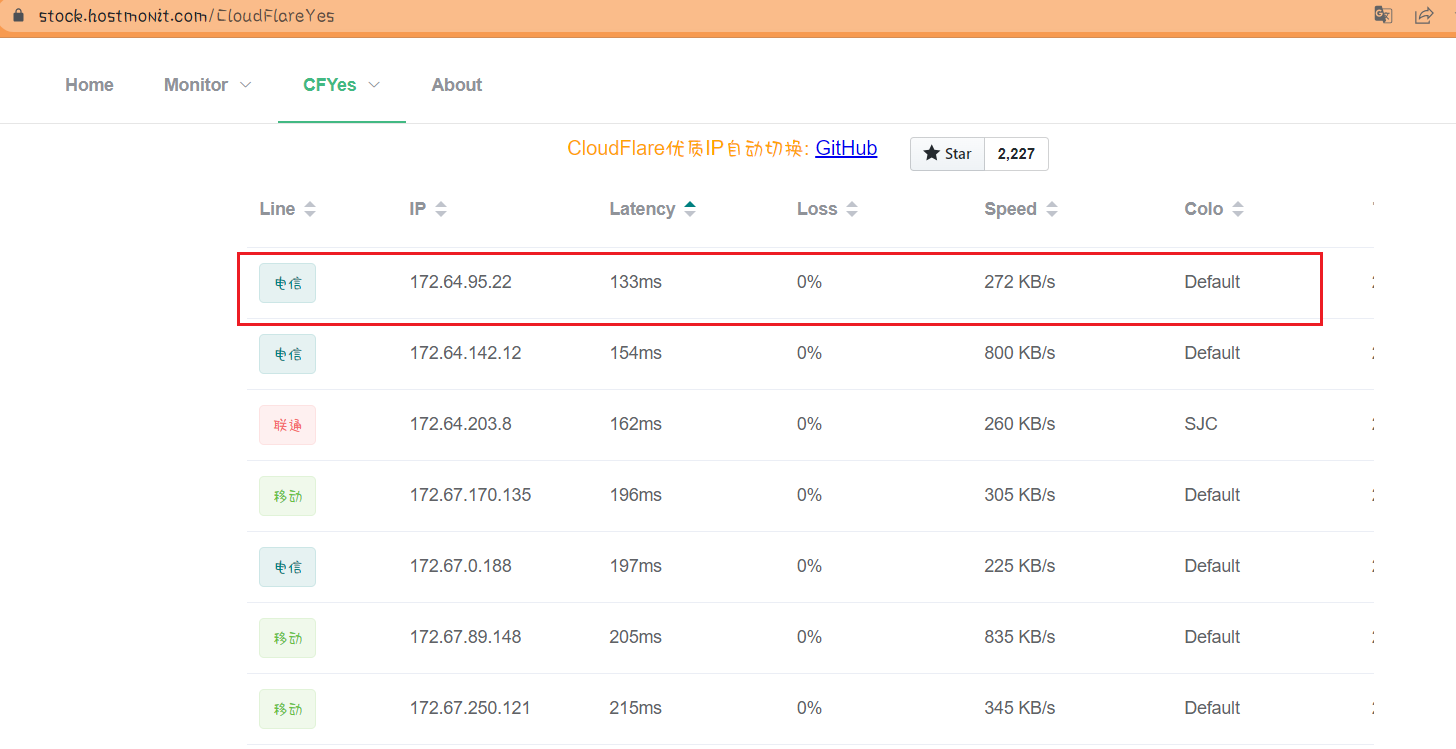 stock.hostmonit.com/CloudFlareYes
Home Monitor CFYes About
CloudFlare优质IP自动切换: GitHub Star 2,227
Line IP Latency Loss Speed Colo
电信 172.64.95.22 133ms 0% 272 KB/s Default
电信 172.64.142.12 154ms 0% 800 KB/s Default
联通 172.64.203.8 162ms 0% 260 KB/s SJC
移动 172.67.170.135 196ms 0% 305 KB/s Default
电信 172.67.0.188 197ms 0% 225 KB/s Default
移动 172.67.89.148 205ms 0% 835 KB/s Default
移动 172.67.250.121 215ms 0% 345 KB/s Default